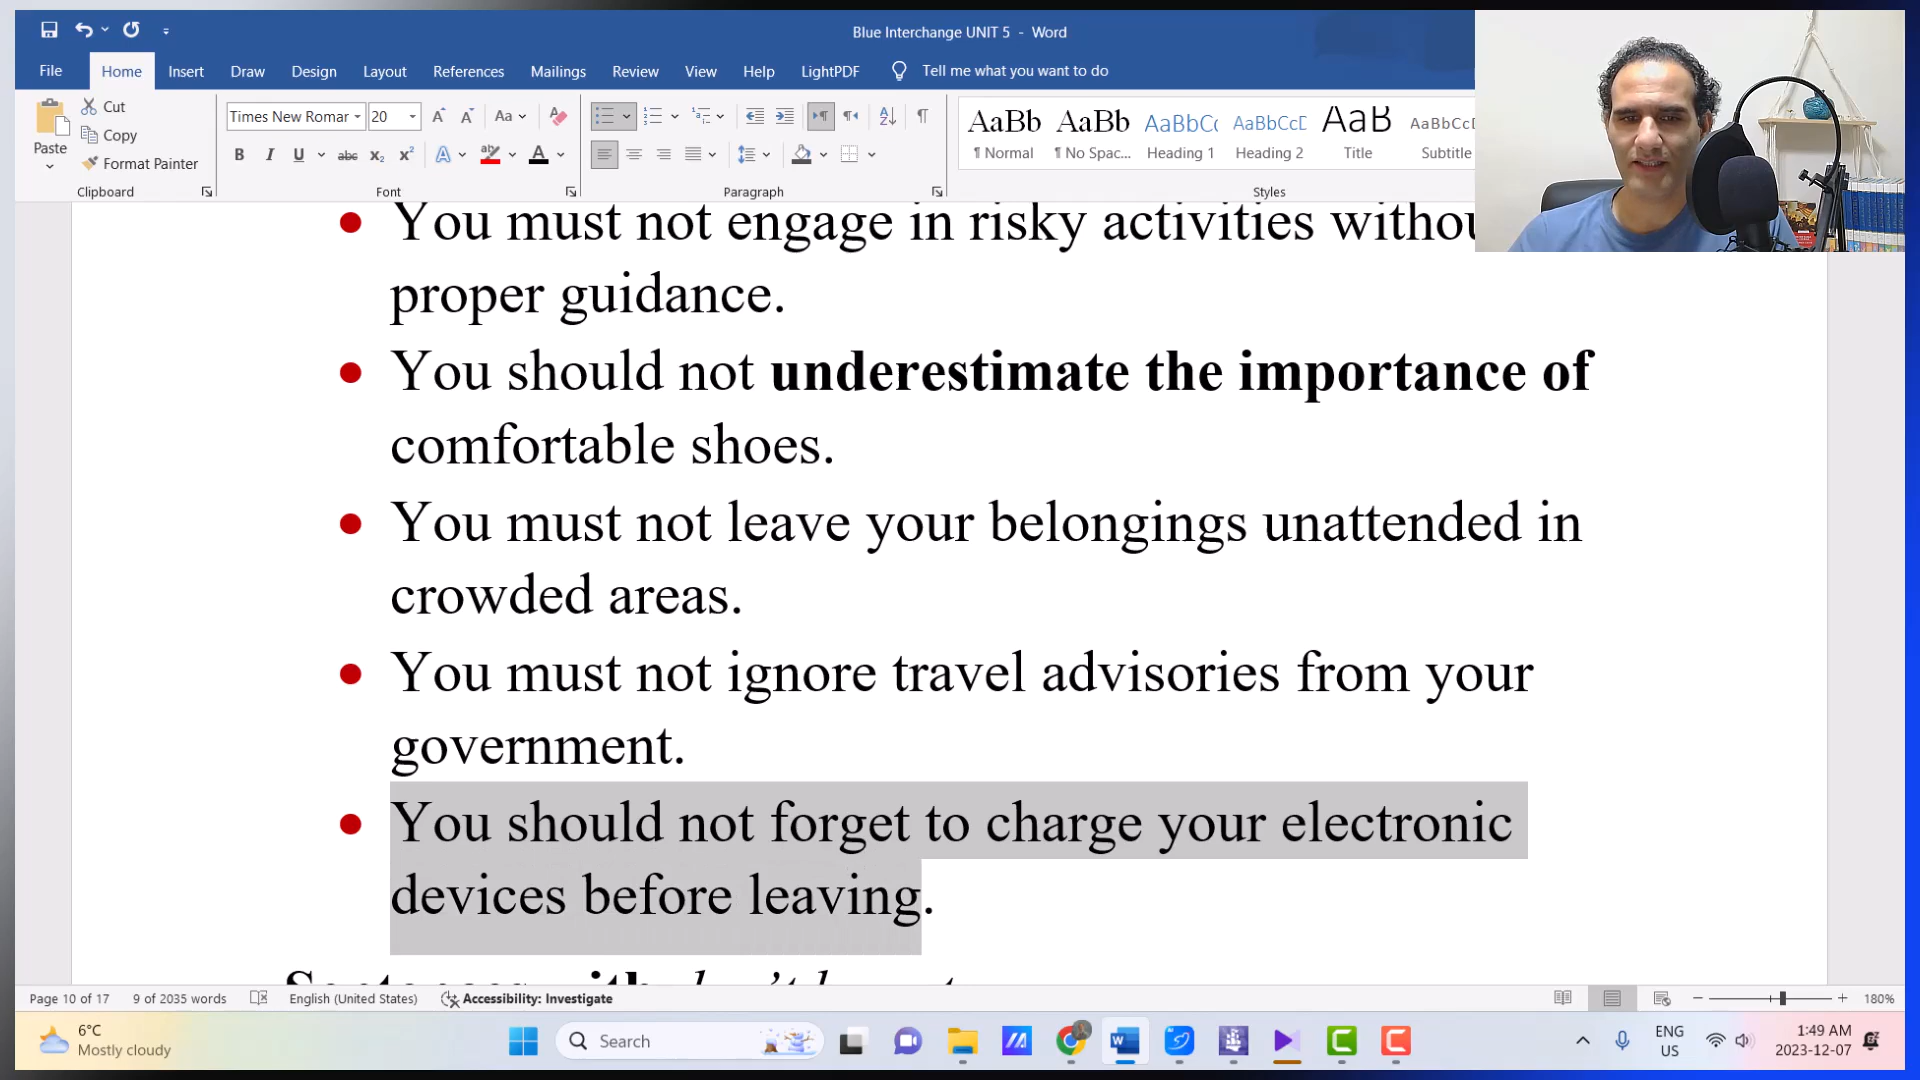 Blue Interchange UNIT 5 - Word
File Home Insert Draw Design Layout References Mailings Review View Help LightPDF Tell me what you want to do
Paste
Cut
Copy
Format Painter
Clipboard
Times New Romar 20
Font
Paragraph
AaBb AaBb AaBbCc AaBbCcD AaB AaBbCcD
¶ Normal ¶ No Spac... Heading 1 Heading 2 Title Subtitle
Styles
You must not engage in risky activities withou
proper guidance.
You should not underestimate the importance of
comfortable shoes.
You must not leave your belongings unattended in
crowded areas.
You must not ignore travel advisories from your
government.
You should not forget to charge your electronic
devices before leaving.
Page 10 of 17 9 of 2035 words English (United States) Accessibility: Investigate 180%
6°C
Mostly cloudy
Search
ENG
US
1:49 AM
2023-12-07